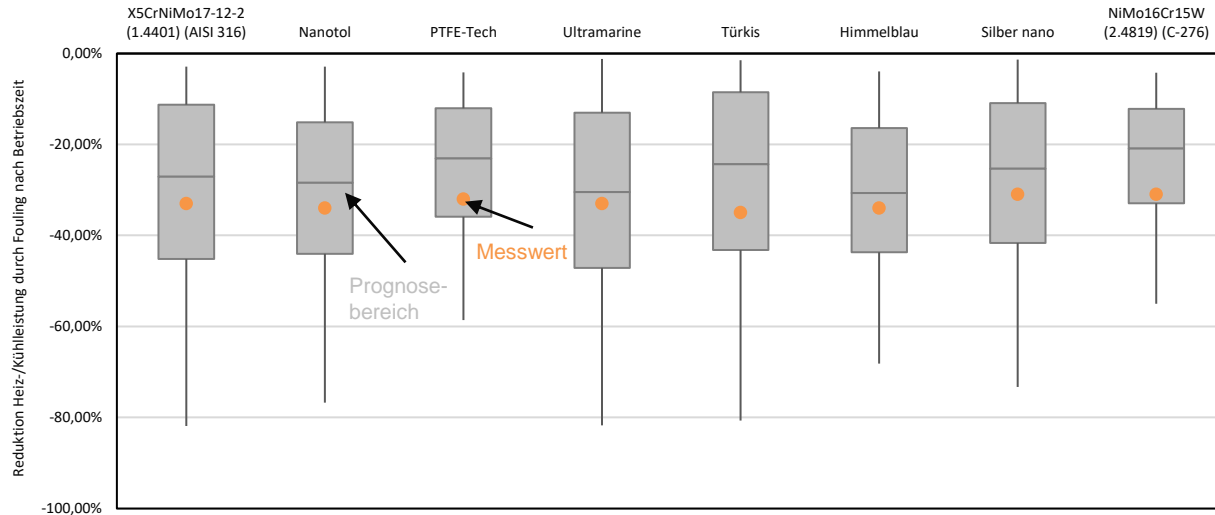 X5CrNiMo17-12-2
(1.4401) (AISI 316)
Nanotol
PTFE-Tech
Ultramarine
Türkis
Himmelblau
Silber nano
NiMo16Cr15W
(2.4819) (C-276)
Reduktion Heiz-/Kühlleistung durch Fouling nach Betriebszeit
0,00%
-20,00%
-40,00%
-60,00%
-80,00%
-100,00%
Messwert
Prognose-
bereich